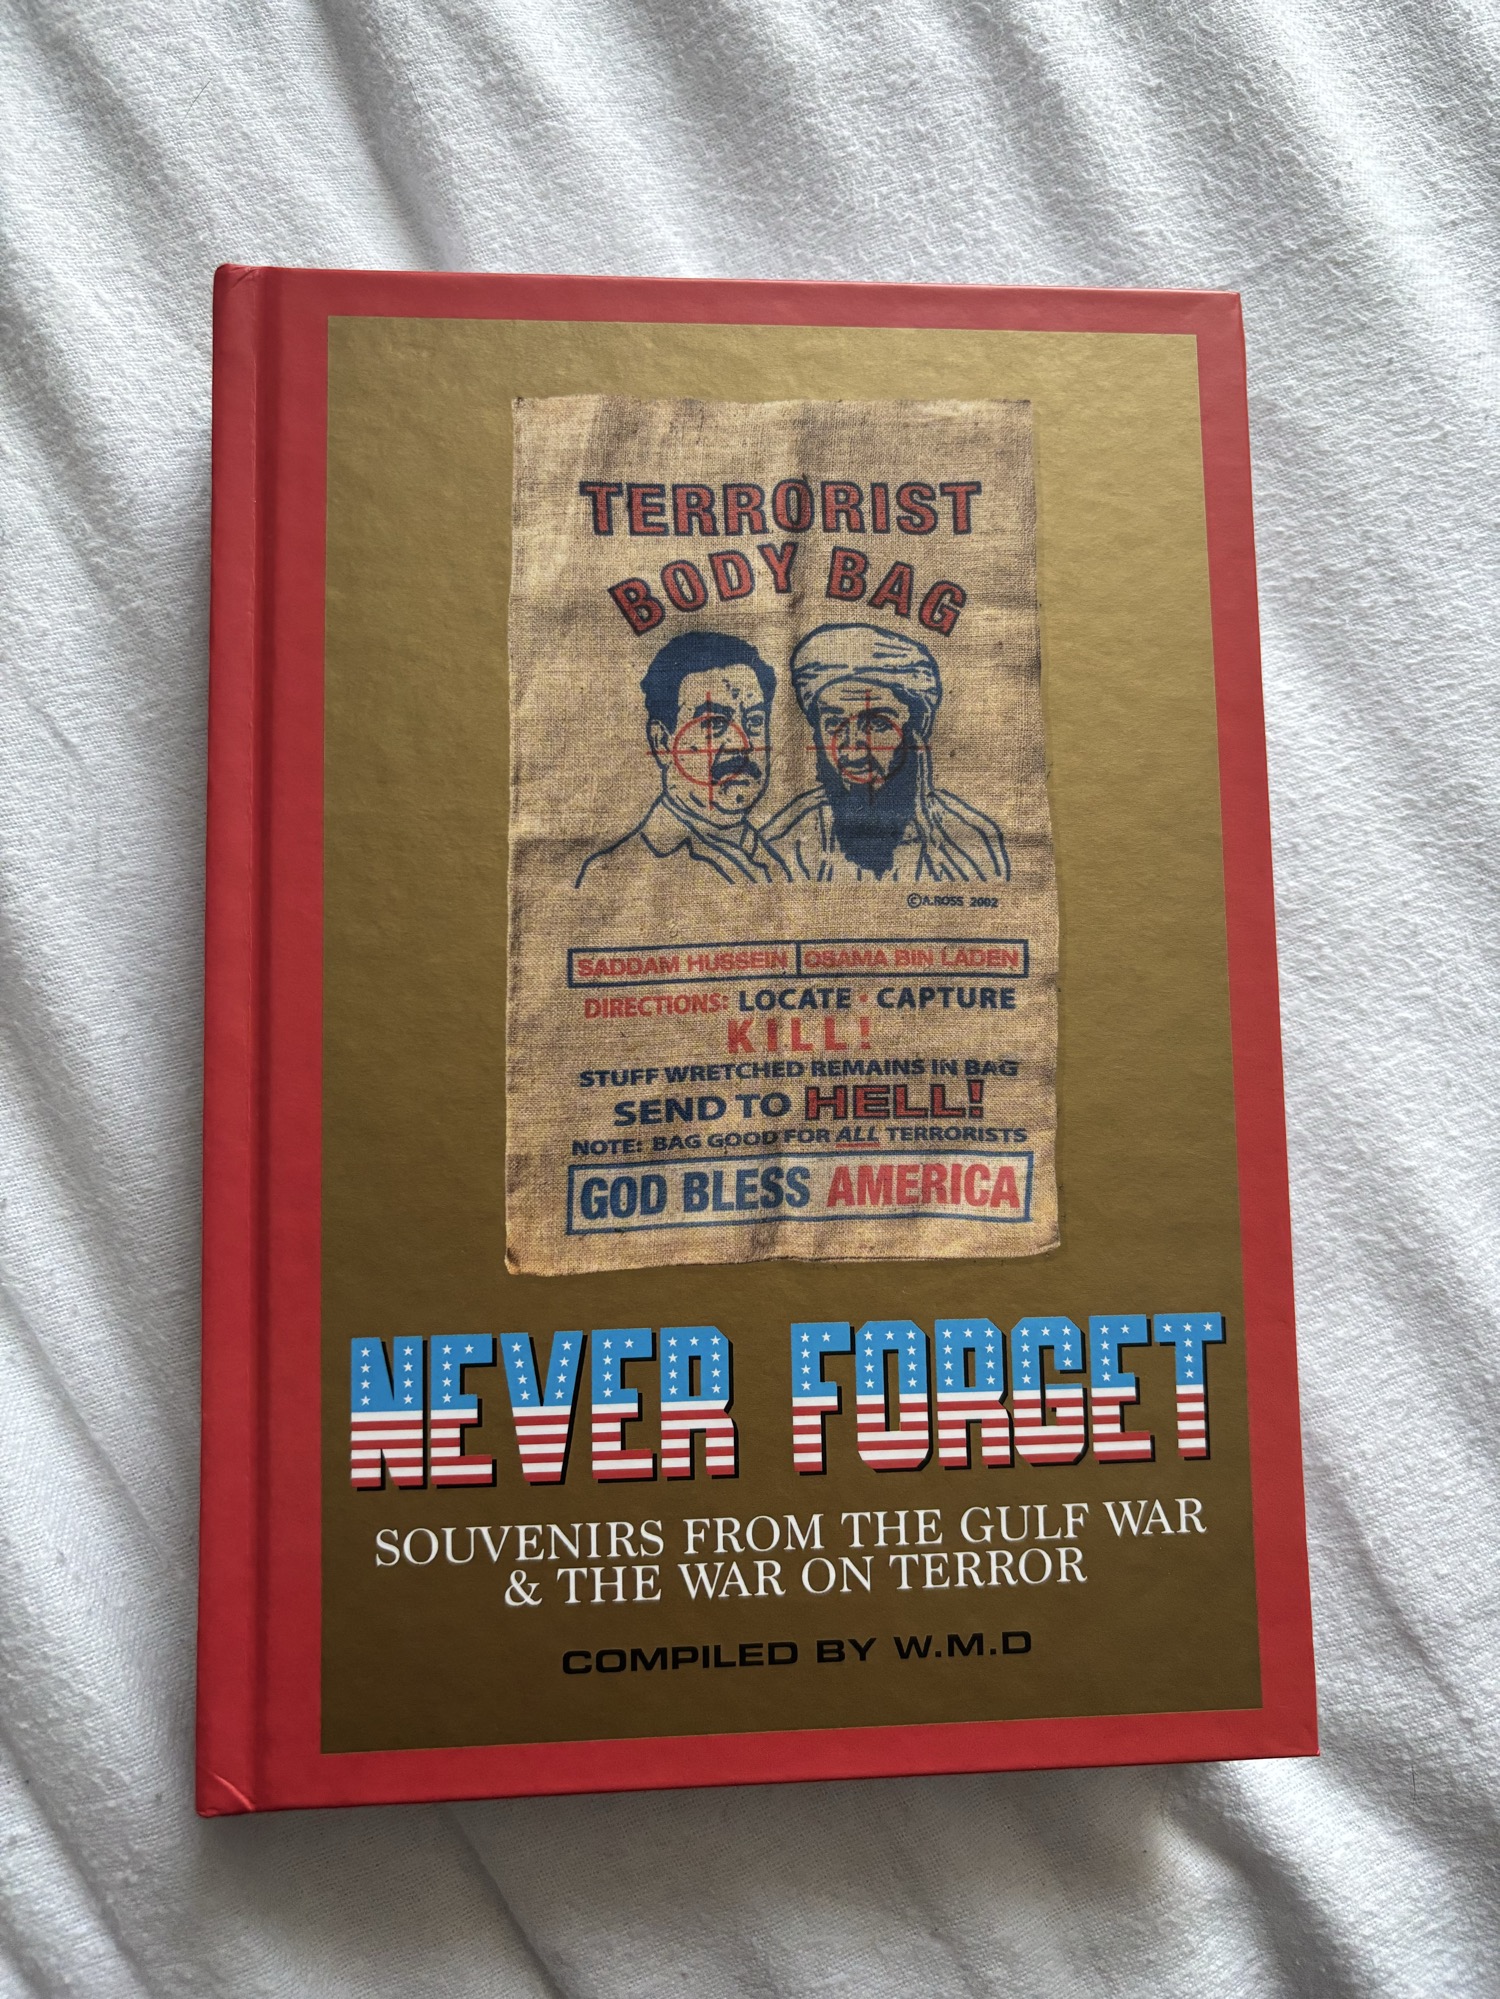 TERRORIST
BODY BAG
©A.ROSS 2002
SADDAM HUSSEIN OSAMA BIN LADEN
DIRECTIONS: LOCATE • CAPTURE
KILL!
STUFF WRETCHED REMAINS IN BAG
SEND TO HELL!
NOTE: BAG GOOD FOR ALL TERRORISTS
GOD BLESS AMERICA
NEVER FORGET
SOUVENIRS FROM THE GULF WAR
& THE WAR ON TERROR
COMPILED BY W.M.D